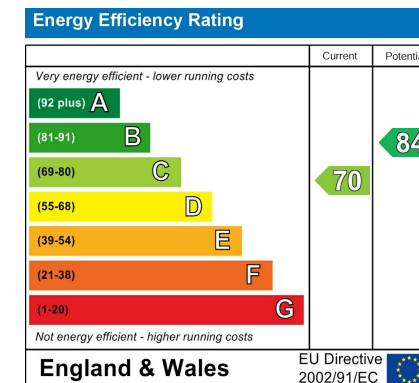 Energy Efficiency Rating
Current Potenti
Very energy efficient - lower running costs
(92 plus) A
(81-91) B
84
(69-80) C
70
(55-68) D
(39-54) E
(21-38) F
(1-20) G
Not energy efficient - higher running costs
England & Wales
EU Directive
2002/91/EC